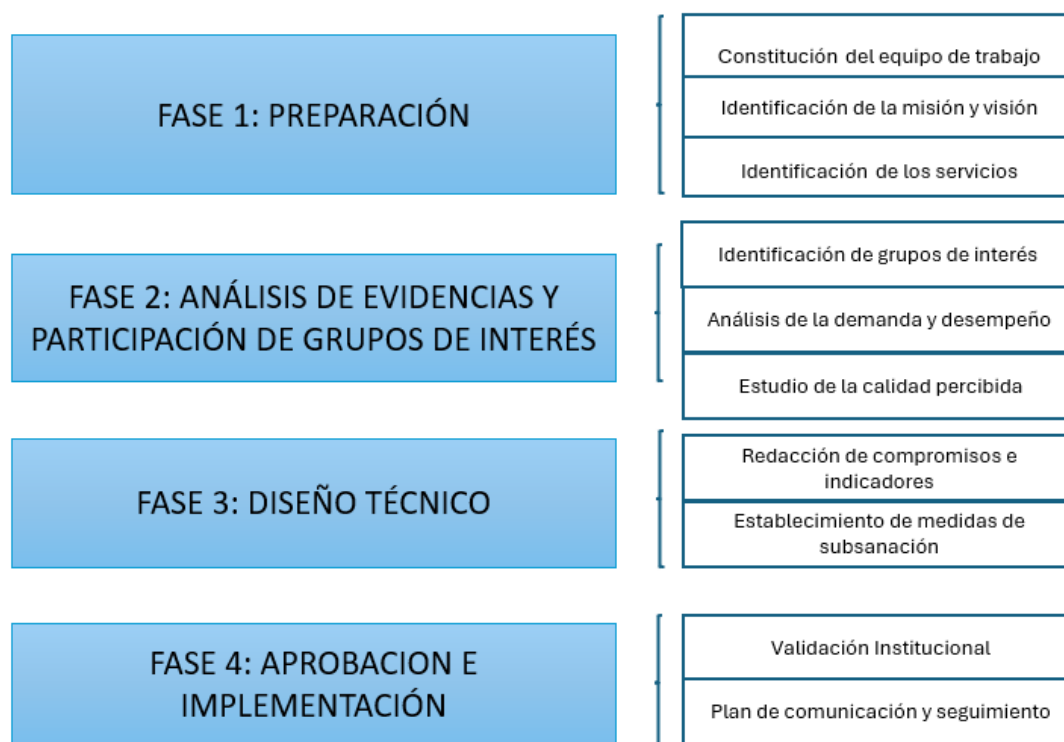 FASE 1: PREPARACIÓN
Constitución del equipo de trabajo
Identificación de la misión y visión
Identificación de los servicios
FASE 2: ANÁLISIS DE EVIDENCIAS Y
PARTICIPACIÓN DE GRUPOS DE INTERÉS
Identificación de grupos de interés
Análisis de la demanda y desempeño
Estudio de la calidad percibida
FASE 3: DISEÑO TÉCNICO
Redacción de compromisos e
indicadores
Establecimiento de medidas de
subsanación
FASE 4: APROBACION E
IMPLEMENTACIÓN
Validación Institucional
Plan de comunicación y seguimiento